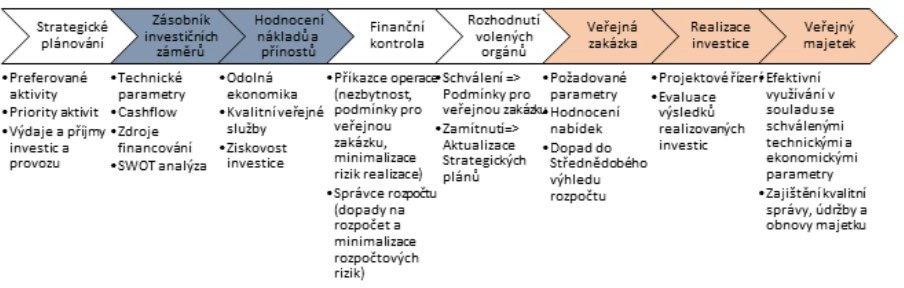 Strategické
plánování
Zásobník
investičních
záměrů
Hodnocení
nákladů a
přínostů
Finanční
kontrola
Rozhodnutí
volených
orgánů
Veřejná
zakázka
Realizace
investice
Veřejný
majetek
•Preferované
aktivity
•Priority aktivit
•Výdaje a příjmy
investic a
provozu
•Technické
parametry
•Cashflow
•Zdroje
financování
•SWOT analýza
•Odolná
ekonomika
•Kvalitní veřejné
služby
•Ziskovost
investice
•Příkazce operace
(nezbytnost,
podmínky pro
veřejnou
zakázku,
minimalizace
rizik realizace)
•Správce rozpočtu
(dopady na
rozpočet a
minimalizace
rozpočtových
rizik)
•Schválení =>
Podmínky pro
veřejnou zakázku
•Zamítnutí=>
Aktualizace
Strategických
plánů
•Požadované
parametry
•Hodnocení
nabídek
•Dopad do
Střednědobého
výhledu
rozpočtu
•Projektové řízení
•Evaluace
výsledků
realizovaných
investic
•Efektivní
využívání v
souladu se
schválenými
technickými a
ekonomickými
parametry
•Zajištění kvalitní
správy, údržby a
obnovy majetku